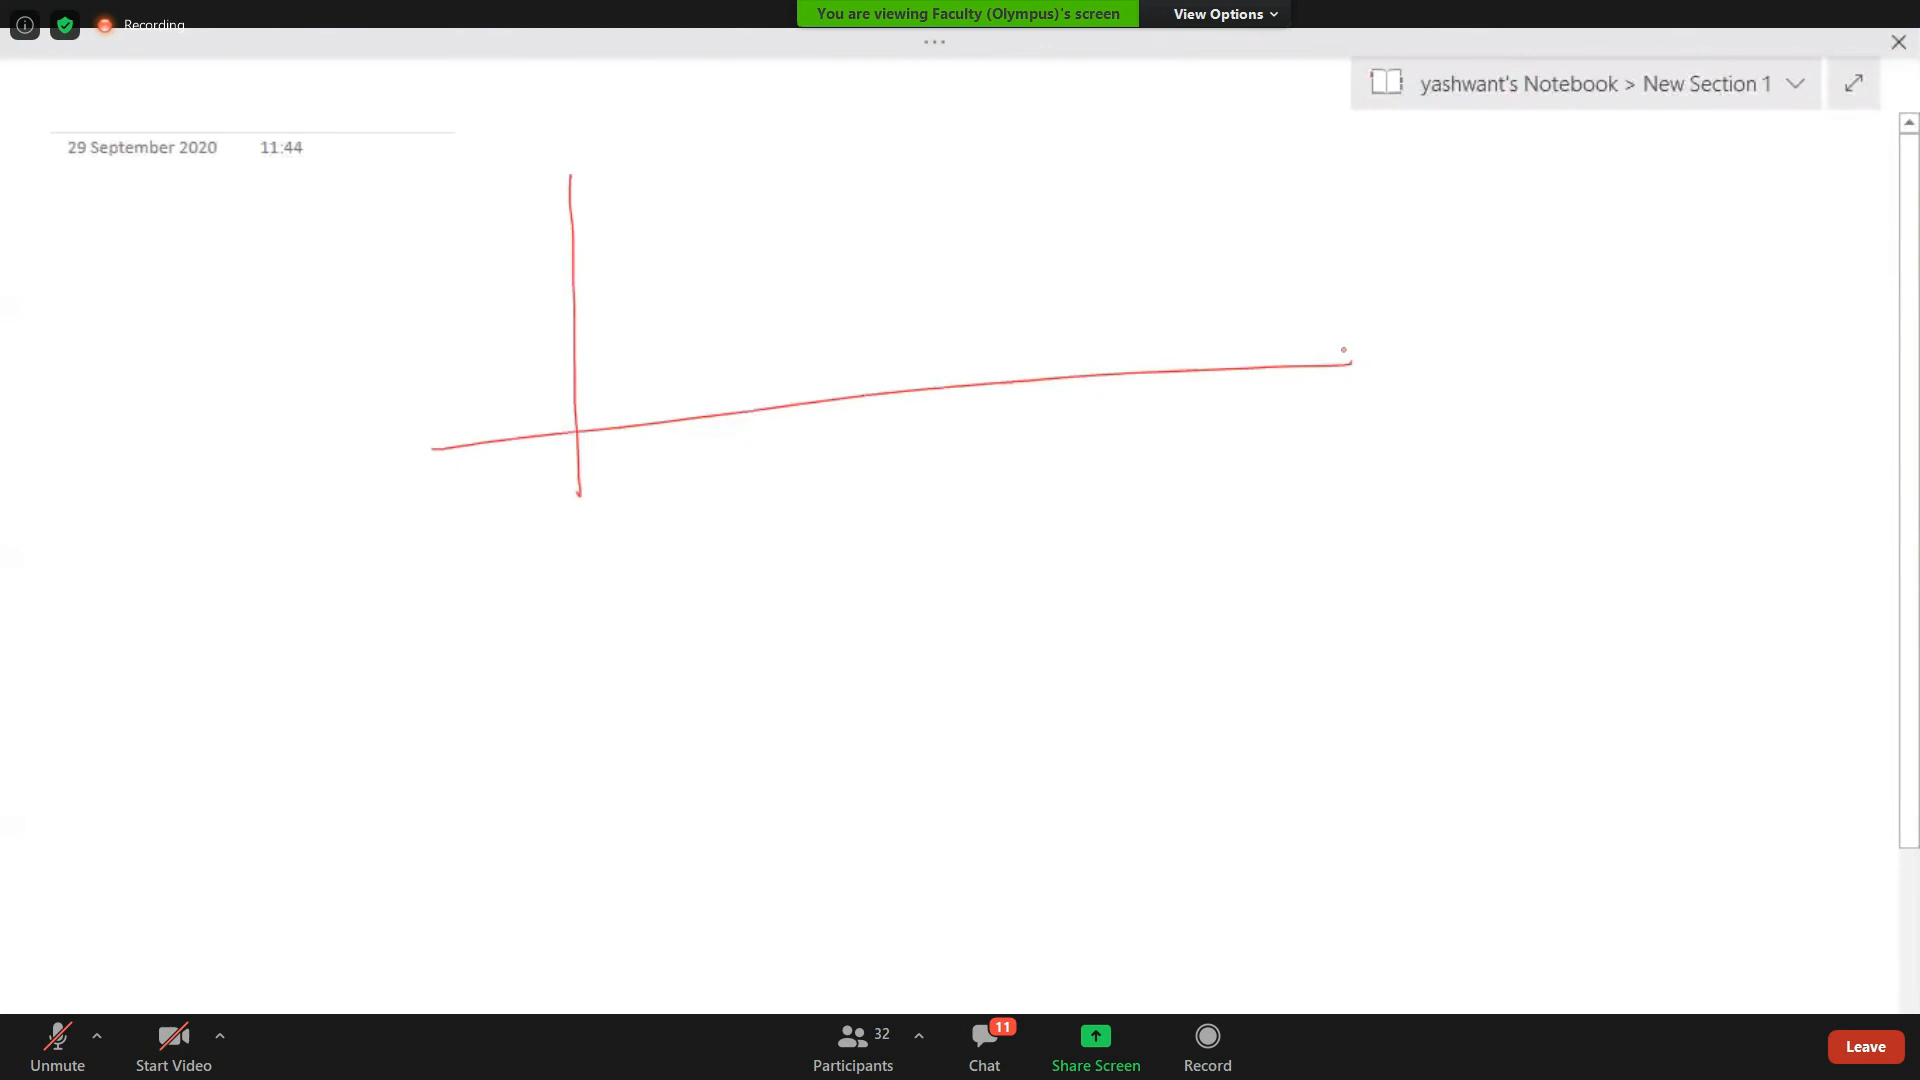 Recording
You are viewing Faculty (Olympus)'s screen
View Options
yashwant's Notebook > New Section 1
29 September 2020 11:44
Unmute
Start Video
32
Participants
11
Chat
Share Screen
Record
Leave